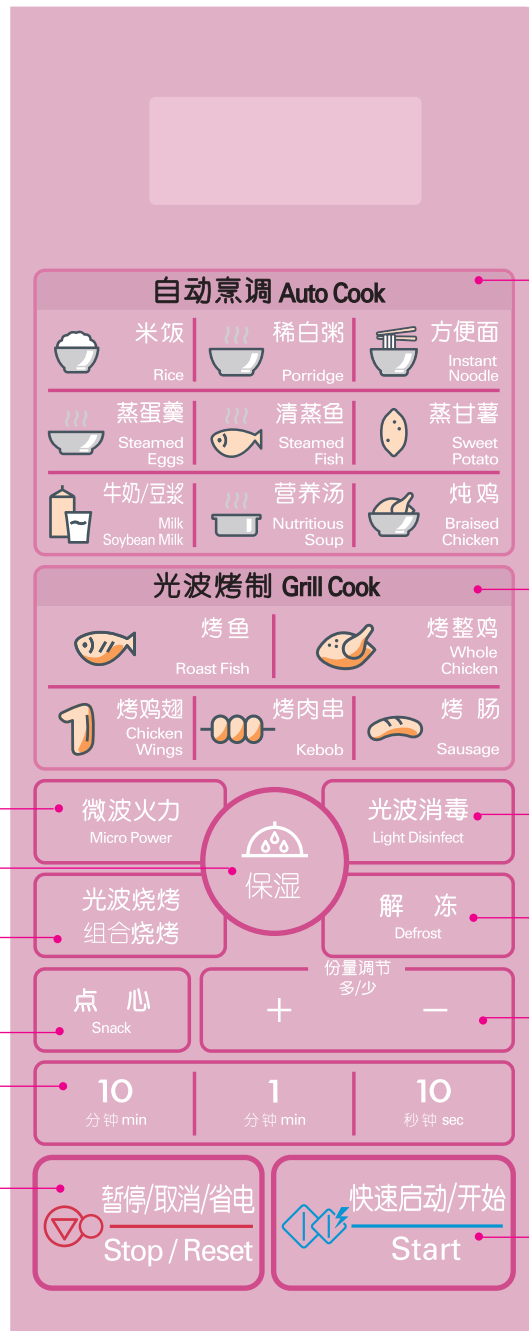 自动烹调 Auto Cook
米饭
Rice
稀白粥
Porridge
方便面
Instant
Noodle
蒸蛋羹
Steamed
Eggs
清蒸鱼
Steamed
Fish
蒸甘薯
Sweet
Potato
牛奶/豆浆
Milk
Soybean Milk
营养汤
Nutritious
Soup
炖鸡
Braised
Chicken
光波烤制 Grill Cook
烤鱼
Roast Fish
烤整鸡
Whole
Chicken
烤鸡翅
Chicken
Wings
烤肉串
Kebob
烤 肠
Sausage
微波火力
Micro Power
光波消毒
Light Disinfect
保湿
光波烧烤
组合烧烤
解 冻
Defrost
点 心
Snack
份量调节
多/少
+ −
10
分钟 min
1
分钟 min
10
秒钟 sec
暂停/取消/省电
Stop / Reset
快速启动/开始
Start